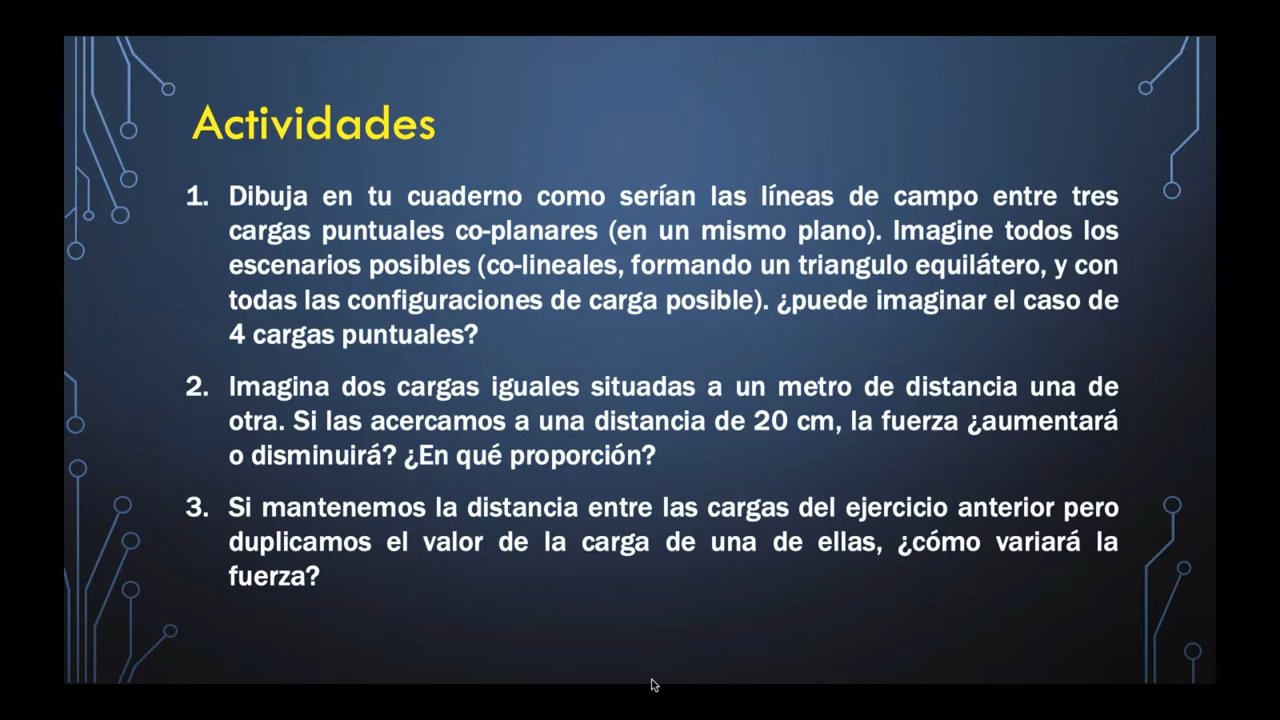 Actividades
1. Dibuja en tu cuaderno como serían las líneas de campo entre tres
cargas puntuales co-planares (en un mismo plano). Imagine todos los
escenarios posibles (co-lineales, formando un triangulo equilátero, y con
todas las configuraciones de carga posible). ¿puede imaginar el caso de
4 cargas puntuales?
2. Imagina dos cargas iguales situadas a un metro de distancia una de
otra. Si las acercamos a una distancia de 20 cm, la fuerza ¿aumentará
o disminuirá? ¿En qué proporción?
3. Si mantenemos la distancia entre las cargas del ejercicio anterior pero
duplicamos el valor de la carga de una de ellas, ¿cómo variará la
fuerza?